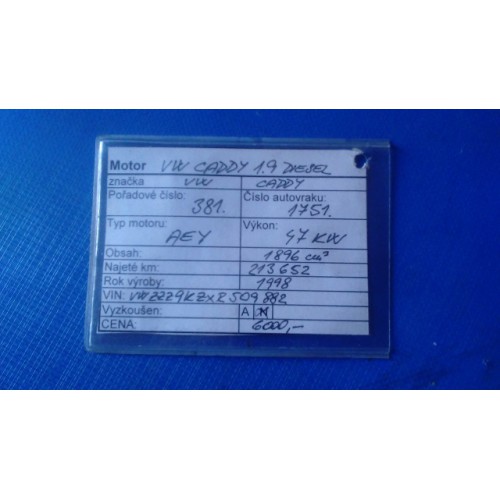 Motor VW CADDY 1.9 DIESEL
značka VW CADDY
Pořadové číslo: 381. Číslo autovraku: 1751.
Typ motoru: AEY Výkon: 47 KW
Obsah: 1896 cm³
Najeté km: 213652
Rok výroby: 1998
VIN: VWZZZ9KZXR509882
Vyzkoušen: A N
CENA: 6000,-